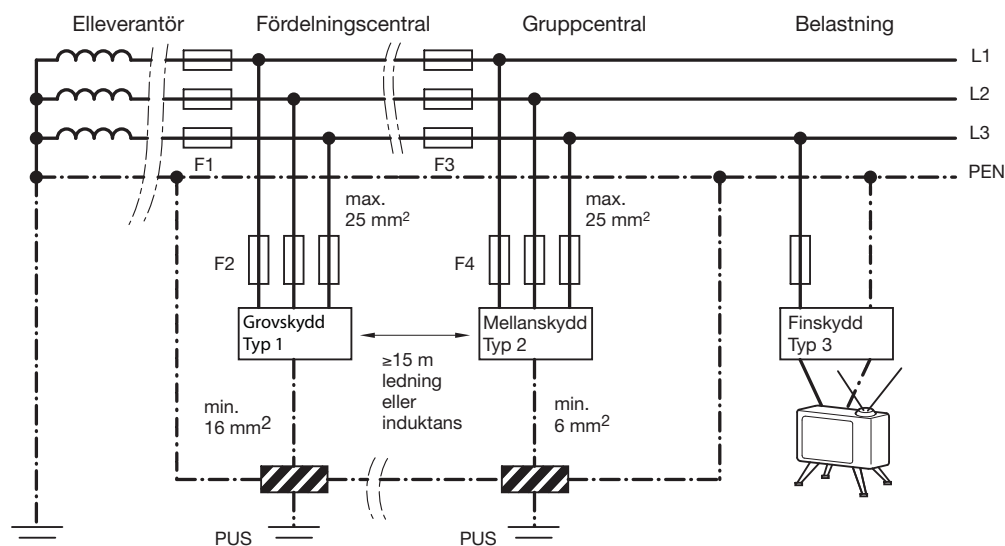 Elleverantör
Fördelningscentral
Gruppcentral
Belastning
L1
L2
L3
F1
F3
PEN
max.
25 mm²
max.
25 mm²
F2
F4
Grovskydd
Typ 1
Mellanskydd
Typ 2
Finskydd
Typ 3
≥15 m
ledning
eller
induktans
min.
16 mm²
min.
6 mm²
PUS
PUS